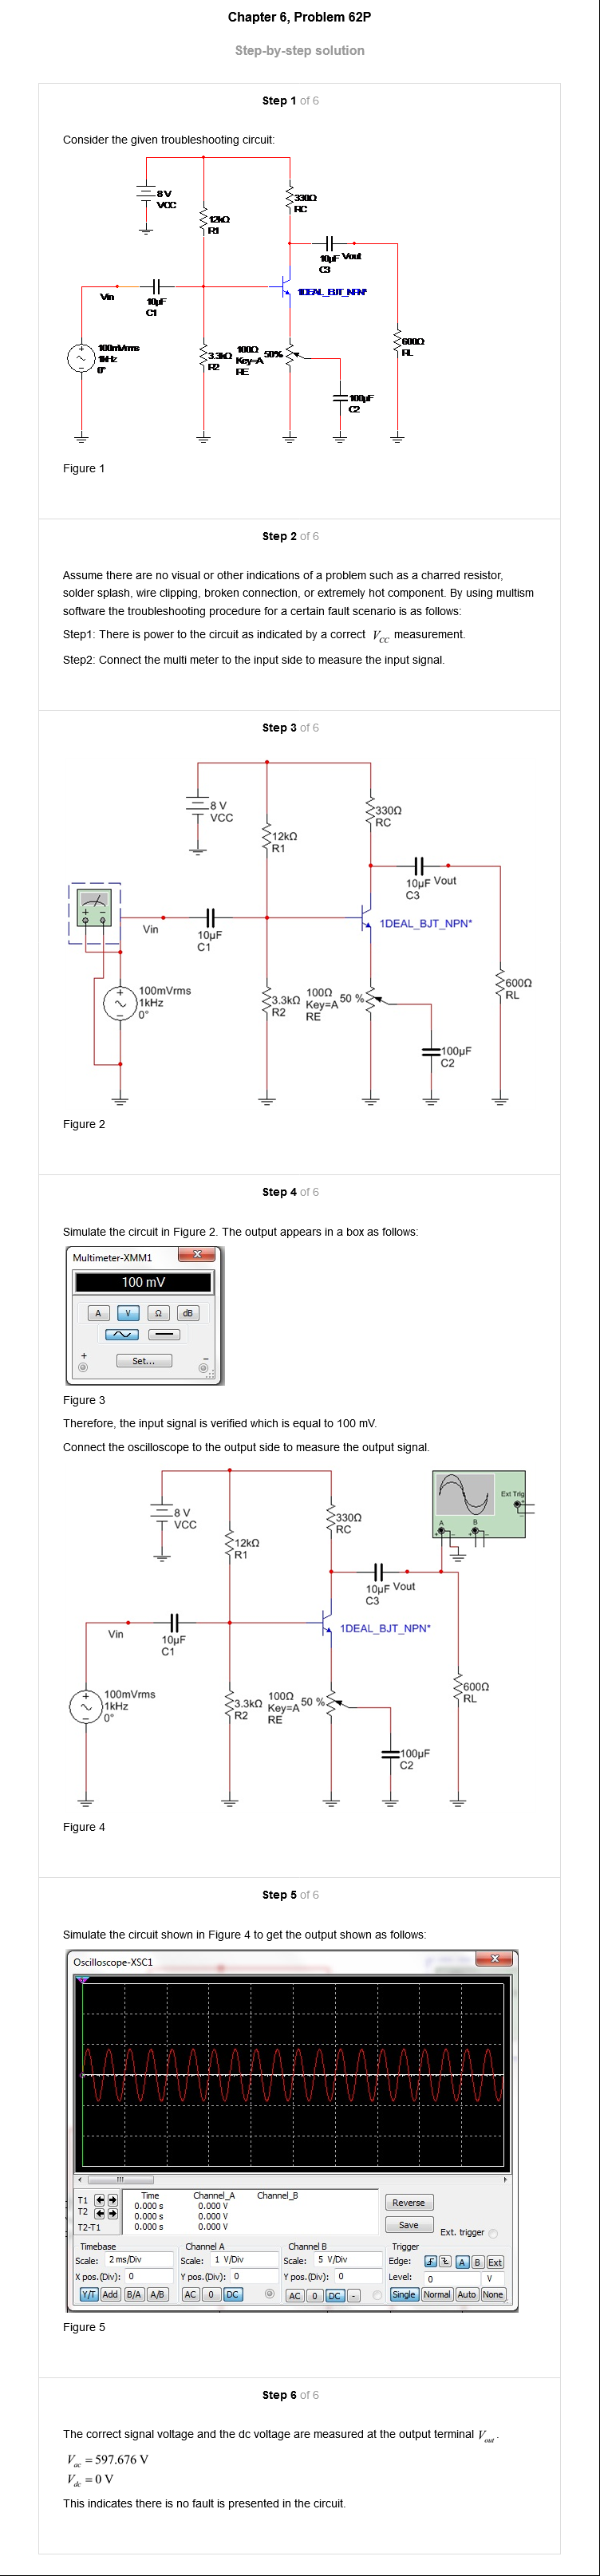 Chapter 6, Problem 62P
Step-by-step solution
Step 1 of 6
Consider the given troubleshooting circuit:
8 V
VCC
12kΩ
R1
330Ω
RC
10µF Vout
C3
Vin
10µF
C1
1DEAL_BJT_NPN*
100mVrms
1kHz
0°
3.3kΩ
R2
100Ω
Key=A
RE
50%
600Ω
RL
100µF
C2
Figure 1
Step 2 of 6
Assume there are no visual or other indications of a problem such as a charred resistor,
solder splash, wire clipping, broken connection, or extremely hot component. By using multism
software the troubleshooting procedure for a certain fault scenario is as follows:
Step1: There is power to the circuit as indicated by a correct VCC measurement.
Step2: Connect the multi meter to the input side to measure the input signal.
Step 3 of 6
8 V
VCC
12kΩ
R1
330Ω
RC
10µF Vout
C3
Vin
10µF
C1
1DEAL_BJT_NPN*
100mVrms
1kHz
0°
3.3kΩ
R2
100Ω
Key=A
RE
50 %
600Ω
RL
100µF
C2
Figure 2
Step 4 of 6
Simulate the circuit in Figure 2. The output appears in a box as follows:
Multimeter-XMM1
100 mV
A V Ω dB
+ Set... −
Figure 3
Therefore, the input signal is verified which is equal to 100 mV.
Connect the oscilloscope to the output side to measure the output signal.
8 V
VCC
12kΩ
R1
330Ω
RC
Ext Trig
A B
10µF Vout
C3
Vin
10µF
C1
1DEAL_BJT_NPN*
100mVrms
1kHz
0°
3.3kΩ
R2
100Ω
Key=A
RE
50 %
600Ω
RL
100µF
C2
Figure 4
Step 5 of 6
Simulate the circuit shown in Figure 4 to get the output shown as follows:
Oscilloscope-XSC1
Time Channel_A Channel_B
T1 0.000 s 0.000 V
T2 0.000 s 0.000 V
T2-T1 0.000 s 0.000 V
Reverse
Save
Ext. trigger
Timebase
Scale: 2 ms/Div
X pos.(Div): 0
Y/T Add B/A A/B
Channel A
Scale: 1 V/Div
Y pos.(Div): 0
AC 0 DC
Channel B
Scale: 5 V/Div
Y pos.(Div): 0
AC 0 DC -
Trigger
Edge: A B Ext
Level: 0 V
Single Normal Auto None
Figure 5
Step 6 of 6
The correct signal voltage and the dc voltage are measured at the output terminal Vout .
Vac = 597.676 V
Vdc = 0 V
This indicates there is no fault is presented in the circuit.